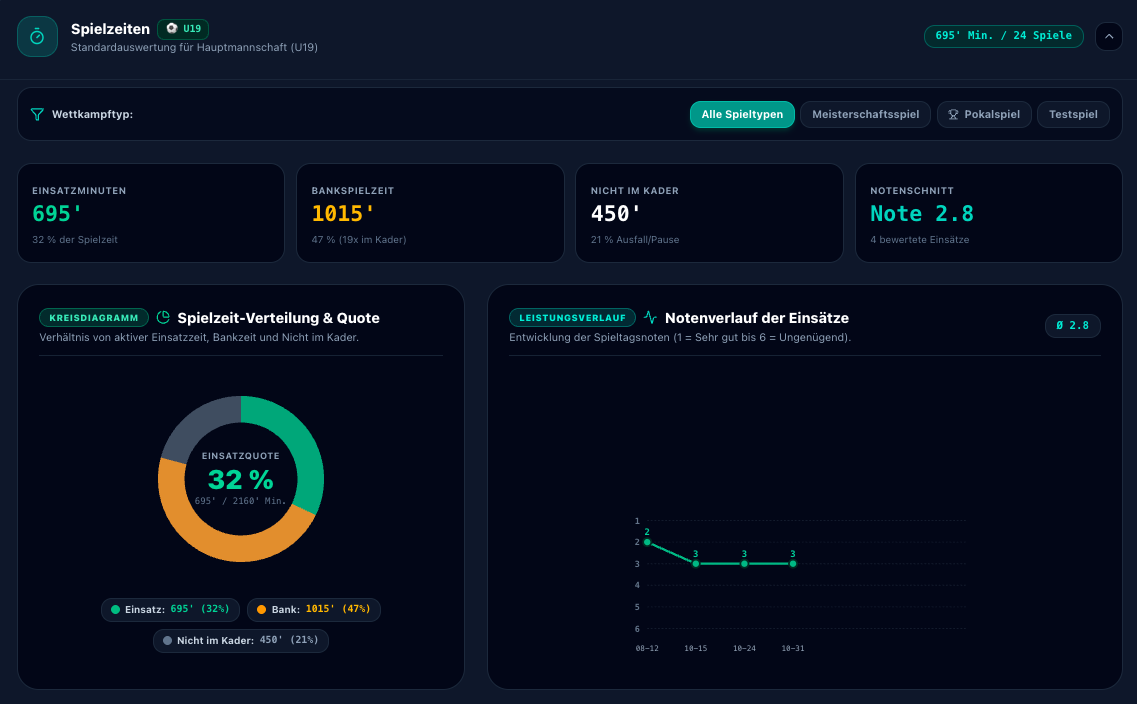 Spielzeiten ⚽ U19
Standardauswertung für Hauptmannschaft (U19)
695' Min. / 24 Spiele
Wettkampftyp:
Alle Spieltypen
Meisterschaftsspiel
Pokalspiel
Testspiel
EINSATZMINUTEN
695'
32 % der Spielzeit
BANKSPIELZEIT
1015'
47 % (19x im Kader)
NICHT IM KADER
450'
21 % Ausfall/Pause
NOTENSCHNITT
Note 2.8
4 bewertete Einsätze
KREISDIAGRAMM Spielzeit-Verteilung & Quote
Verhältnis von aktiver Einsatzzeit, Bankzeit und Nicht im Kader.
EINSATZQUOTE
32 %
695' / 2160' Min.
Einsatz: 695' (32%)
Bank: 1015' (47%)
Nicht im Kader: 450' (21%)
LEISTUNGSVERLAUF Notenverlauf der Einsätze
Entwicklung der Spieltagsnoten (1 = Sehr gut bis 6 = Ungenügend).
Ø 2.8
1
2
3
4
5
6
2
3
3
3
08-12
10-15
10-24
10-31